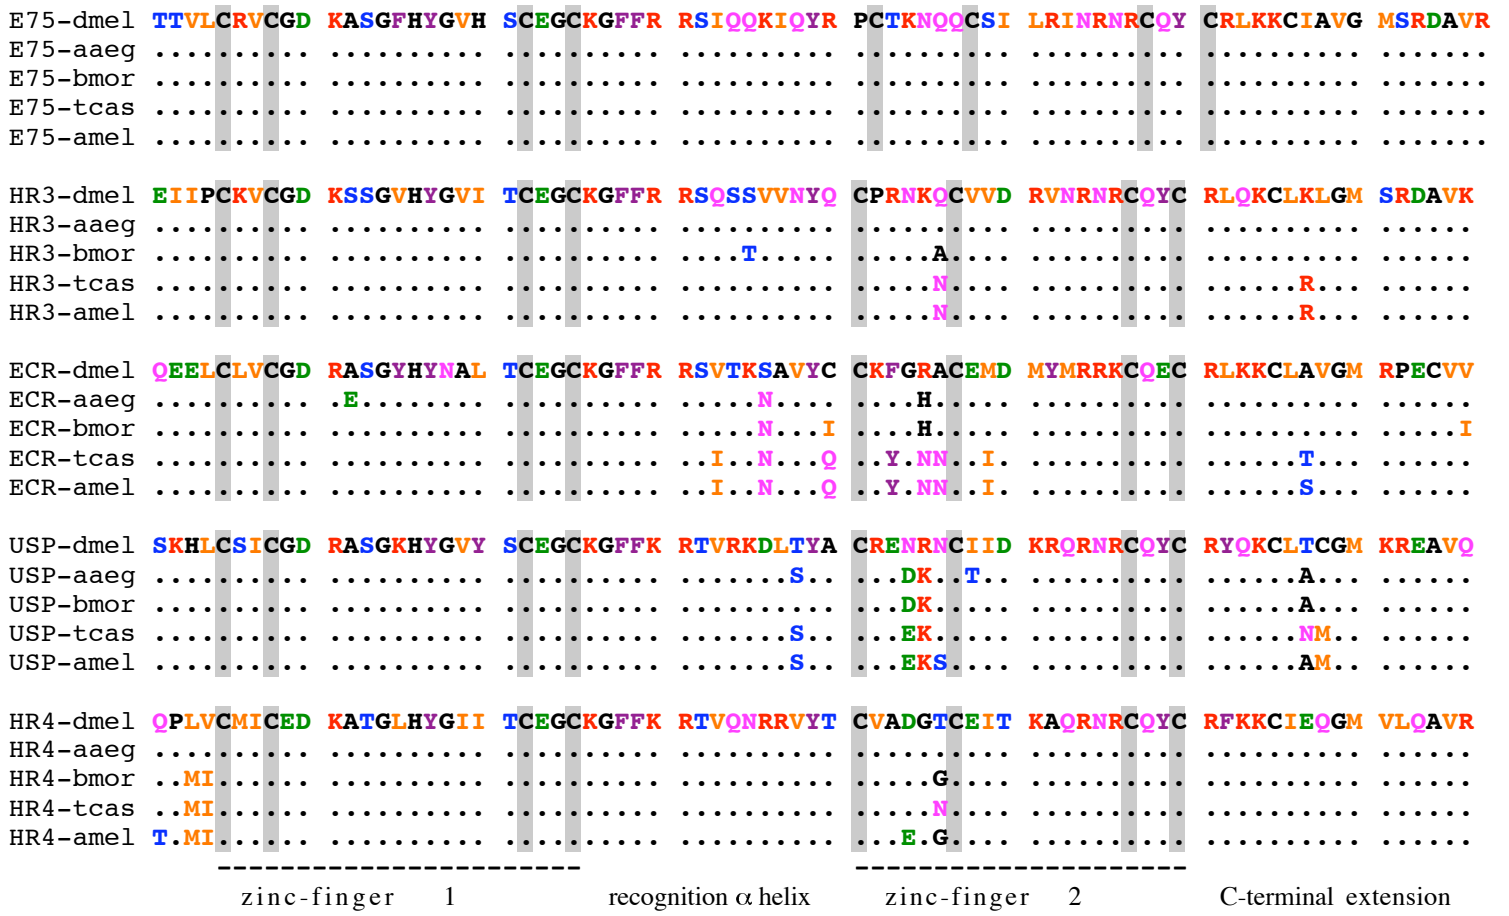 E75-dmel TTVLCRVCGD KASGFHYGVH SCEGCKGFFR RSIQQKIQYR PCTKNQQCSI LRINRNRCQY CRLKKCIAVG MSRDAVR
E75-aaeg .......... .......... .......... .......... .......... .......... .......... .......
E75-bmor .......... .......... .......... .......... .......... .......... .......... .......
E75-tcas .......... .......... .......... .......... .......... .......... .......... .......
E75-amel .......... .......... .......... .......... .......... .......... .......... .......
HR3-dmel EIIPCKVCGD KSSGVHYGVI TCEGCKGFFR RSQSSVVNYQ CPRNKQCVVD RVNRNRCQYC RLQKCLKLGM SRDAVK
HR3-aaeg .......... .......... .......... .......... .......... .......... .......... ......
HR3-bmor .......... .......... .......... ....T..... .....A.... .......... .......... ......
HR3-tcas .......... .......... .......... .......... .....N.... .......... ......R... ......
HR3-amel .......... .......... .......... .......... .....N.... .......... ......R... ......
ECR-dmel QEELCLVCGD RASGYHYNAL TCEGCKGFFR RSVTKSAVYC CKFGRACEMD MYMRRKCQEC RLKKCLAVGM RPECVV
ECR-aaeg .......... .E........ .......... .....N.... ....H..... .......... .......... ......
ECR-bmor .......... .......... .......... .....N...I ....H..... .......... .......... .....I
ECR-tcas .......... .......... .......... ..I..N...Q ..Y.NN..I. .......... ......T... ......
ECR-amel .......... .......... .......... ..I..N...Q ..Y.NN..I. .......... ......S... ......
USP-dmel SKHLCSICGD RASGKHYGVY SCEGCKGFFK RTVRKDLTYA CRENRNCIID KRQRNRCQYC RYQKCLTCGM KREAVQ
USP-aaeg .......... .......... .......... .......S.. ...DK..T.. .......... ......A... ......
USP-bmor .......... .......... .......... .......... ...DK..... .......... ......A... ......
USP-tcas .......... .......... .......... .......S.. ...EK..... .......... ......NM.. ......
USP-amel .......... .......... .......... .......S.. ...EKS.... .......... ......AM.. ......
HR4-dmel QPLVCMICED KATGLHYGII TCEGCKGFFK RTVQNRRVYT CVADGTCEIT KAQRNRCQYC RFKKCIEQGM VLQAVR
HR4-aaeg .......... .......... .......... .......... .......... .......... .......... ......
HR4-bmor ..MI...... .......... .......... .......... .....G.... .......... .......... ......
HR4-tcas ..MI...... .......... .......... .......... .....N.... .......... .......... ......
HR4-amel T.MI...... .......... .......... .......... ...E.G.... .......... .......... ......
zinc-finger 1 recognition α helix zinc-finger 2 C-terminal extension